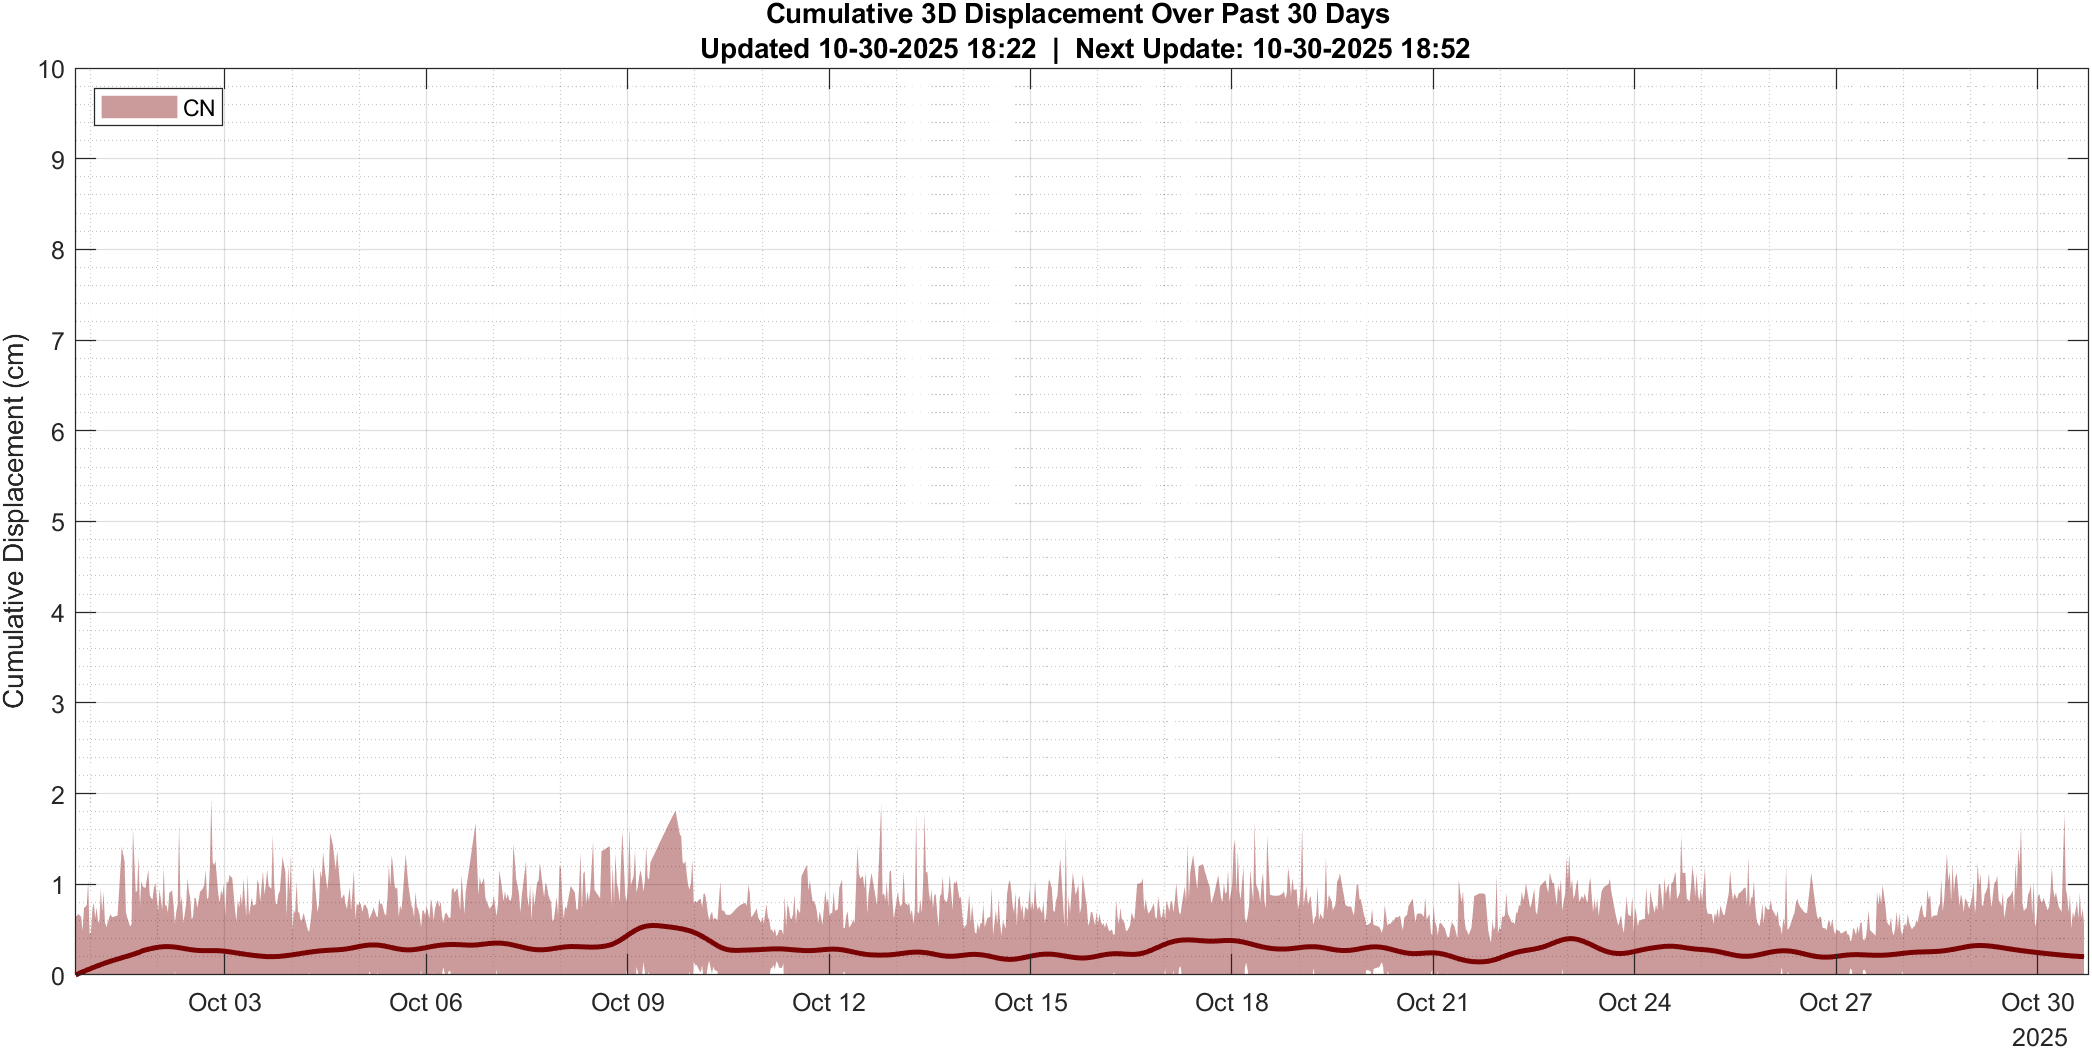 Cumulative 3D Displacement Over Past 30 Days
Updated 10-30-2025 18:22 | Next Update: 10-30-2025 18:52
CN
Cumulative Displacement (cm)
10
9
8
7
6
5
4
3
2
1
0
Oct 03 Oct 06 Oct 09 Oct 12 Oct 15 Oct 18 Oct 21 Oct 24 Oct 27 Oct 30
2025